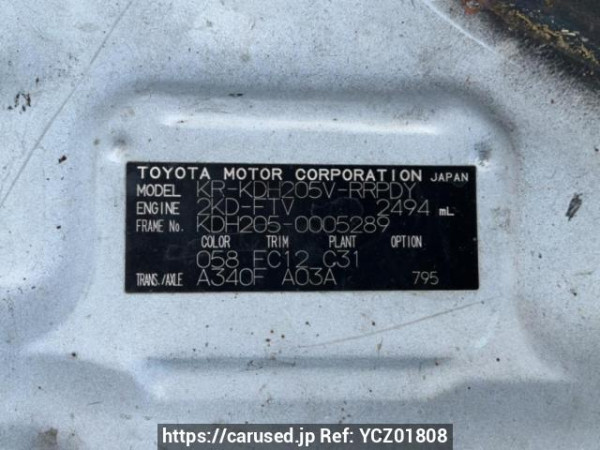 TOYOTA MOTOR CORPORATION JAPAN
MODEL KR-KDH205V-RRPDY
ENGINE 2KD-FTV 2494 mL
FRAME No. KDH205-0005289
COLOR TRIM PLANT OPTION
058 FC12 C31
TRANS./AXLE A340F A03A 795
https://carused.jp Ref: YCZ01808